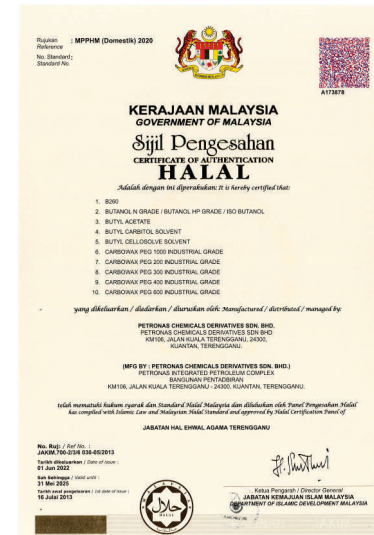 Rujukan : MPPHM (Domestik) 2020
Reference
No. Standard :
Standard No.
A173878
KERAJAAN MALAYSIA
GOVERNMENT OF MALAYSIA
Sijil Pengesahan
CERTIFICATE OF AUTHENTICATION
HALAL
Adalah dengan ini diperakukan: It is hereby certified that:
1. B260
2. BUTANOL N GRADE / BUTANOL HP GRADE / ISO BUTANOL
3. BUTYL ACETATE
4. BUTYL CARBITOL SOLVENT
5. BUTYL CELLOSOLVE SOLVENT
6. CARBOWAX PEG 1000 INDUSTRIAL GRADE
7. CARBOWAX PEG 200 INDUSTRIAL GRADE
8. CARBOWAX PEG 300 INDUSTRIAL GRADE
9. CARBOWAX PEG 400 INDUSTRIAL GRADE
10. CARBOWAX PEG 600 INDUSTRIAL GRADE
yang dikeluarkan / diedarkan / diuruskan oleh: Manufactured / distributed / managed by:
PETRONAS CHEMICALS DERIVATIVES SDN. BHD.
PETRONAS CHEMICALS DERIVATIVES SDN BHD
KM106, JALAN KUALA TERENGGANU, 24300,
KUANTAN, TERENGGANU.
(MFG BY : PETRONAS CHEMICALS DERIVATIVES SDN. BHD.)
PETRONAS INTEGRATED PETROLEUM COMPLEX
BANGUNAN PENTADBIRAN
KM106, JALAN KUALA TERENGGANU - 24300, KUANTAN, TERENGGANU.
telah mematuhi hukum syarak dan Standard Halal Malaysia dan diluluskan oleh Panel Pengesahan Halal
has complied with Islamic Law and Malaysian Halal Standard and approved by Halal Certification Panel of
JABATAN HAL EHWAL AGAMA TERENGGANU
No. Ruj: / Ref No. :
JAKIM.700-2/3/6 030-05/2013
Tarikh dikeluarkan / Date of issue :
01 Jun 2022
Sah Sehingga / Valid until :
31 Mei 2025
Tarikh awal pengeluaran / 1st date of issue :
16 Julai 2013
حلال
HALAL
Ketua Pengarah / Director General
JABATAN KEMAJUAN ISLAM MALAYSIA
DEPARTMENT OF ISLAMIC DEVELOPMENT MALAYSIA